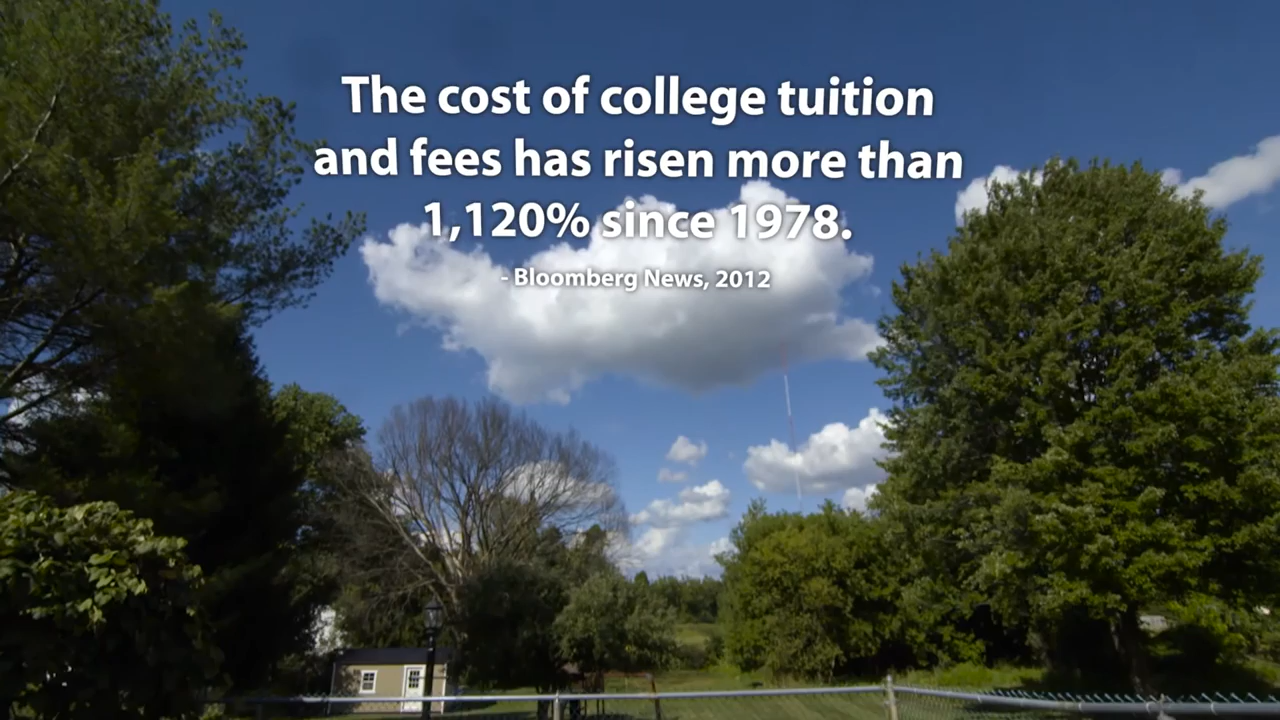 The cost of college tuition
and fees has risen more than
1,120% since 1978.
- Bloomberg News, 2012